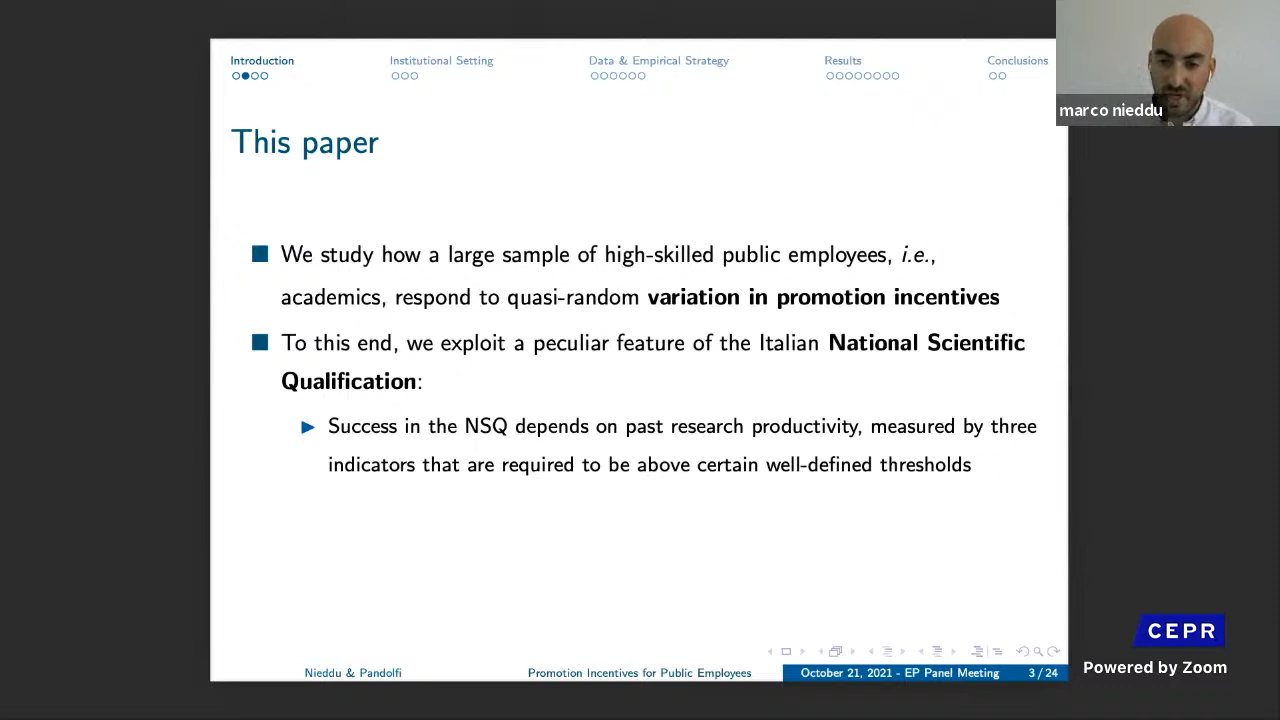 Introduction
Institutional Setting
Data & Empirical Strategy
Results
Conclusions
marco nieddu
This paper
We study how a large sample of high-skilled public employees, i.e.,
academics, respond to quasi-random variation in promotion incentives
To this end, we exploit a peculiar feature of the Italian National Scientific
Qualification:
Success in the NSQ depends on past research productivity, measured by three
indicators that are required to be above certain well-defined thresholds
CEPR
Powered by Zoom
Nieddu & Pandolfi
Promotion Incentives for Public Employees
October 21, 2021 - EP Panel Meeting
3 / 24